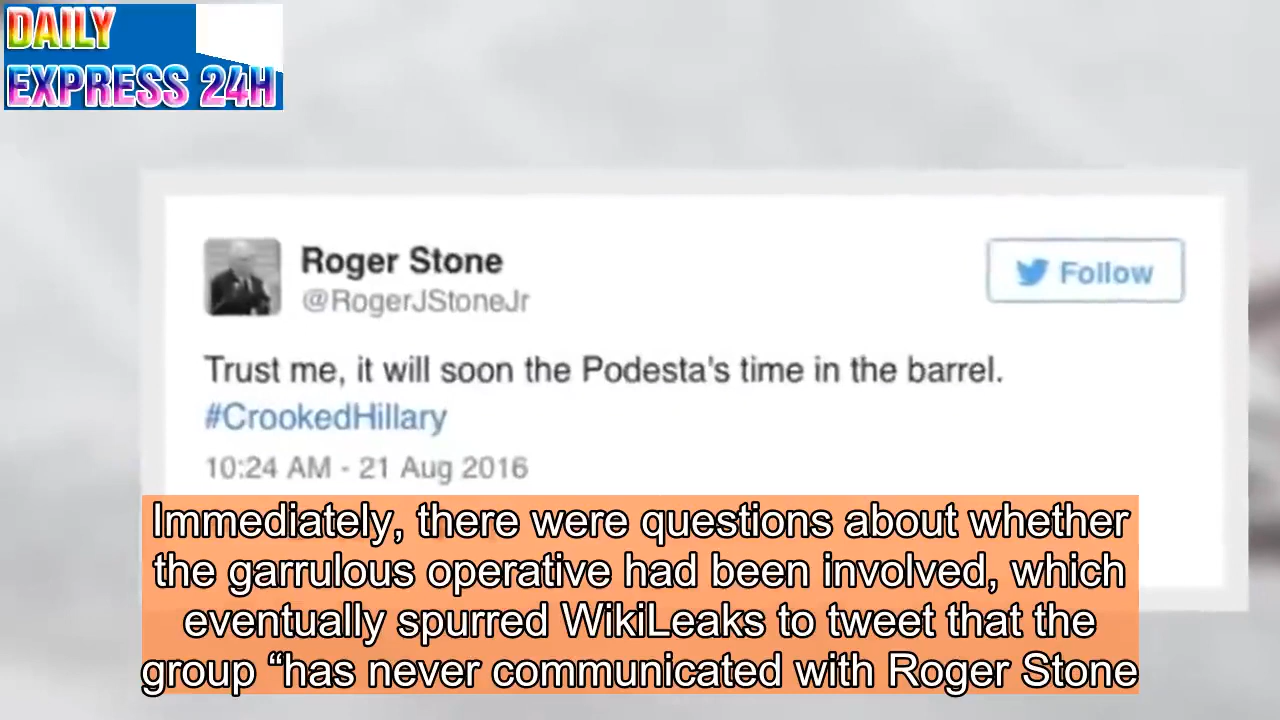 DAILY
EXPRESS 24H
Roger Stone
@RogerJStoneJr
Follow
Trust me, it will soon the Podesta's time in the barrel.
#CrookedHillary
10:24 AM - 21 Aug 2016
Immediately, there were questions about whether
the garrulous operative had been involved, which
eventually spurred WikiLeaks to tweet that the
group “has never communicated with Roger Stone